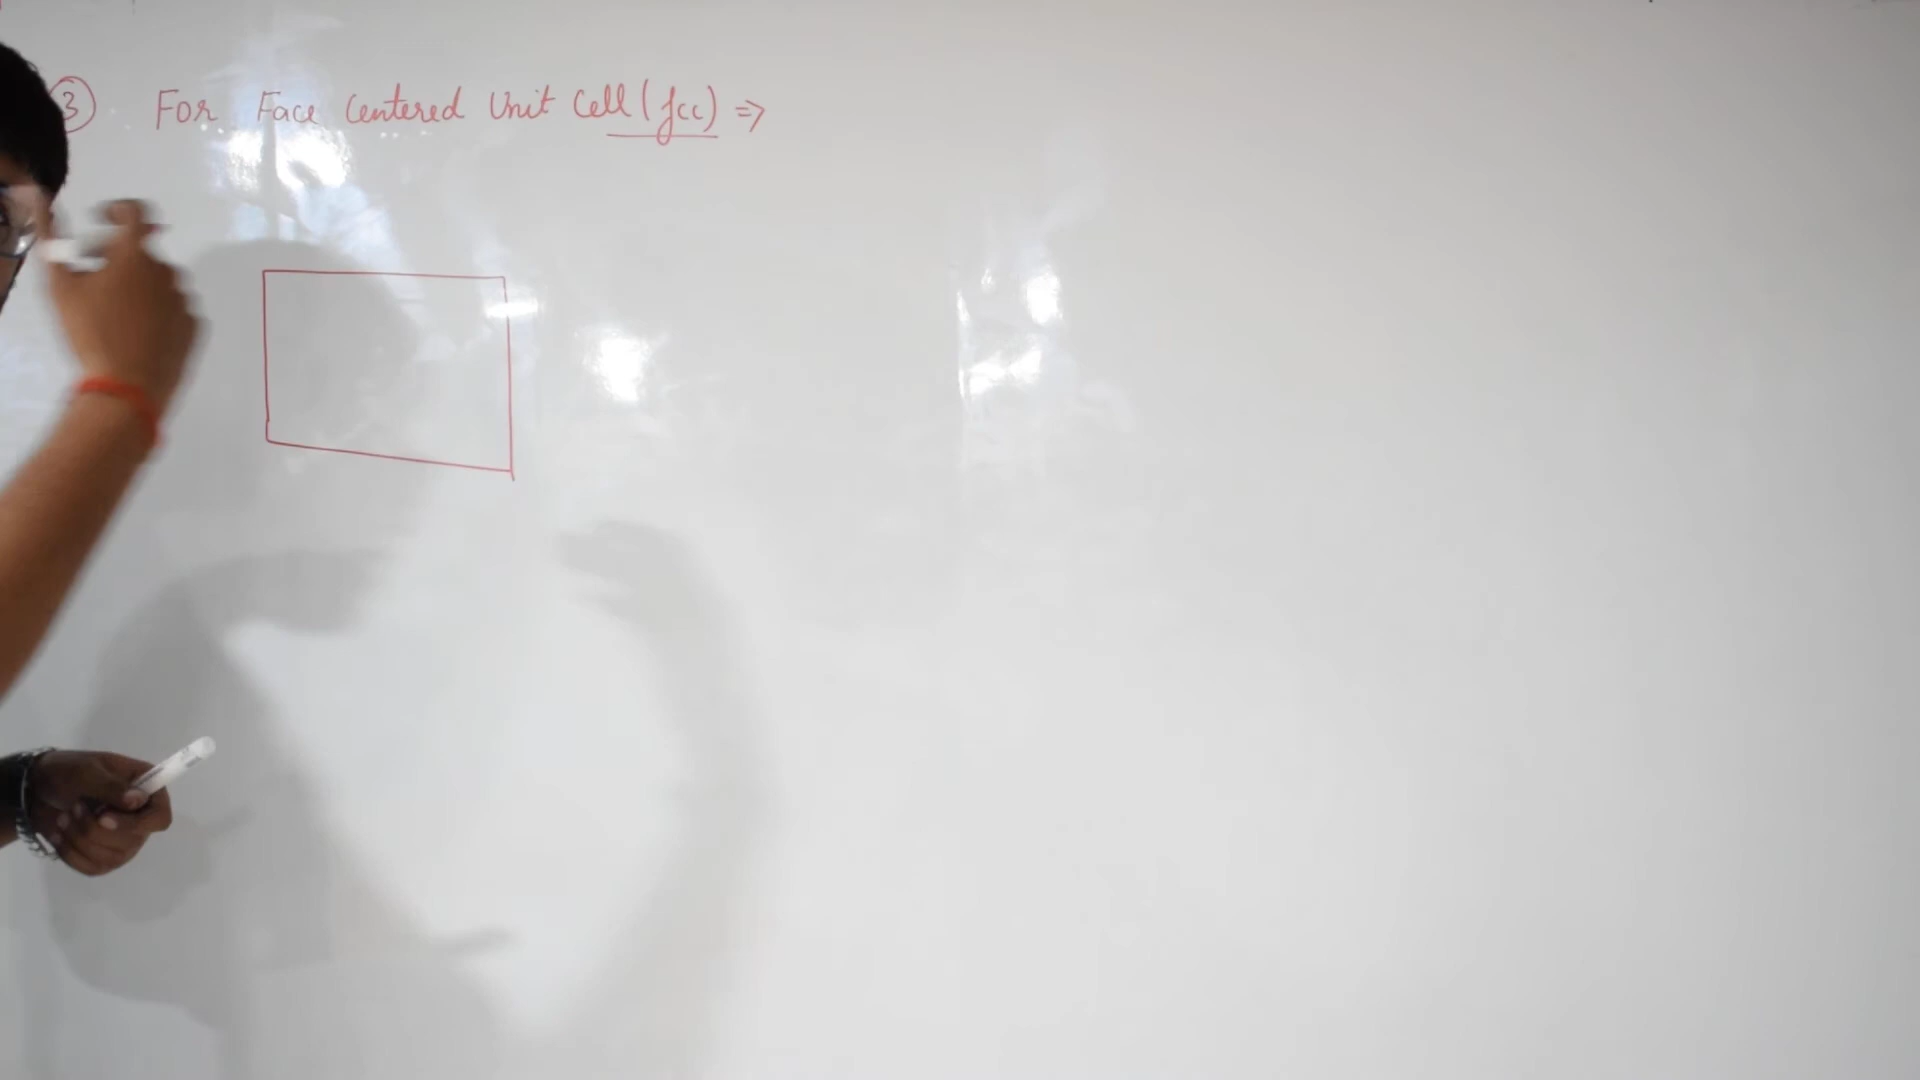 ③ For Face Centered Unit Cell (fcc) =>